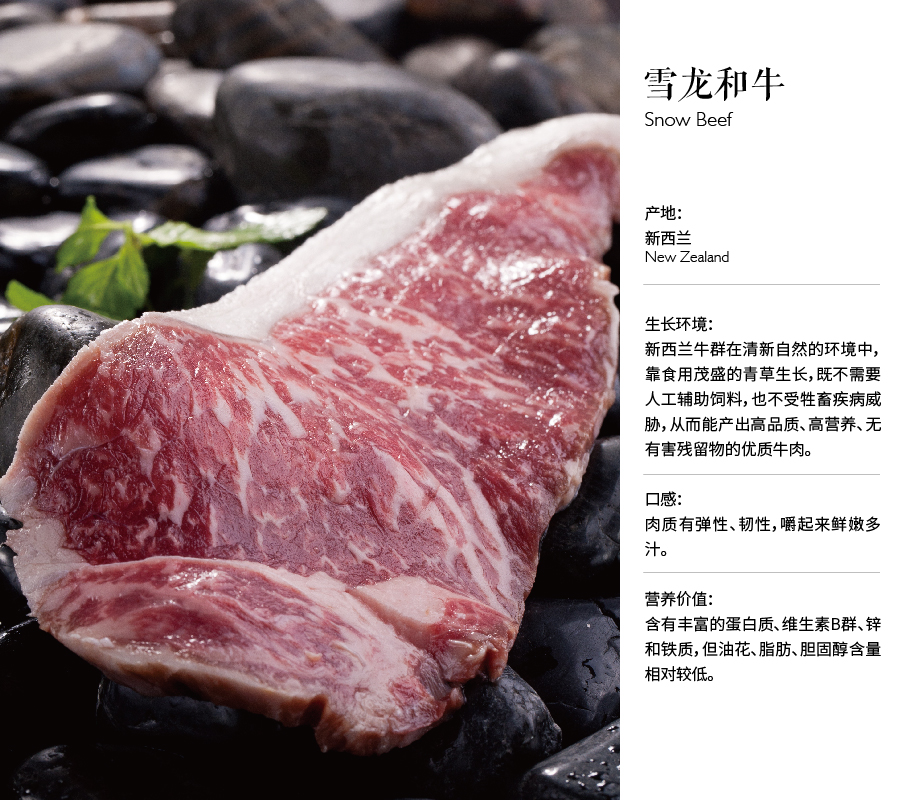 雪龙和牛
Snow Beef
产地：
新西兰
New Zealand
生长环境：
新西兰牛群在清新自然的环境中，
靠食用茂盛的青草生长，既不需要
人工辅助饲料，也不受牲畜疾病威
胁，从而能产出高品质、高营养、无
有害残留物的优质牛肉。
口感：
肉质有弹性、韧性，嚼起来鲜嫩多
汁。
营养价值：
含有丰富的蛋白质、维生素B群、锌
和铁质，但油花、脂肪、胆固醇含量
相对较低。